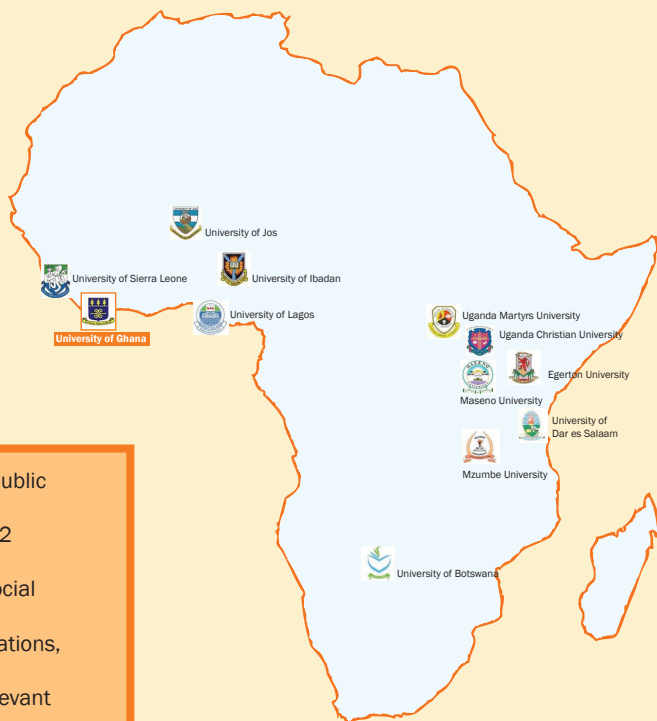 University of Jos
University of Sierra Leone
University of Ibadan
University of Ghana
University of Lagos
Uganda Martyrs University
Uganda Christian University
Egerton University
Maseno University
University of
Dar es Salaam
Mzumbe University
University of Botswana
ublic
2
ocial
ations,
evant